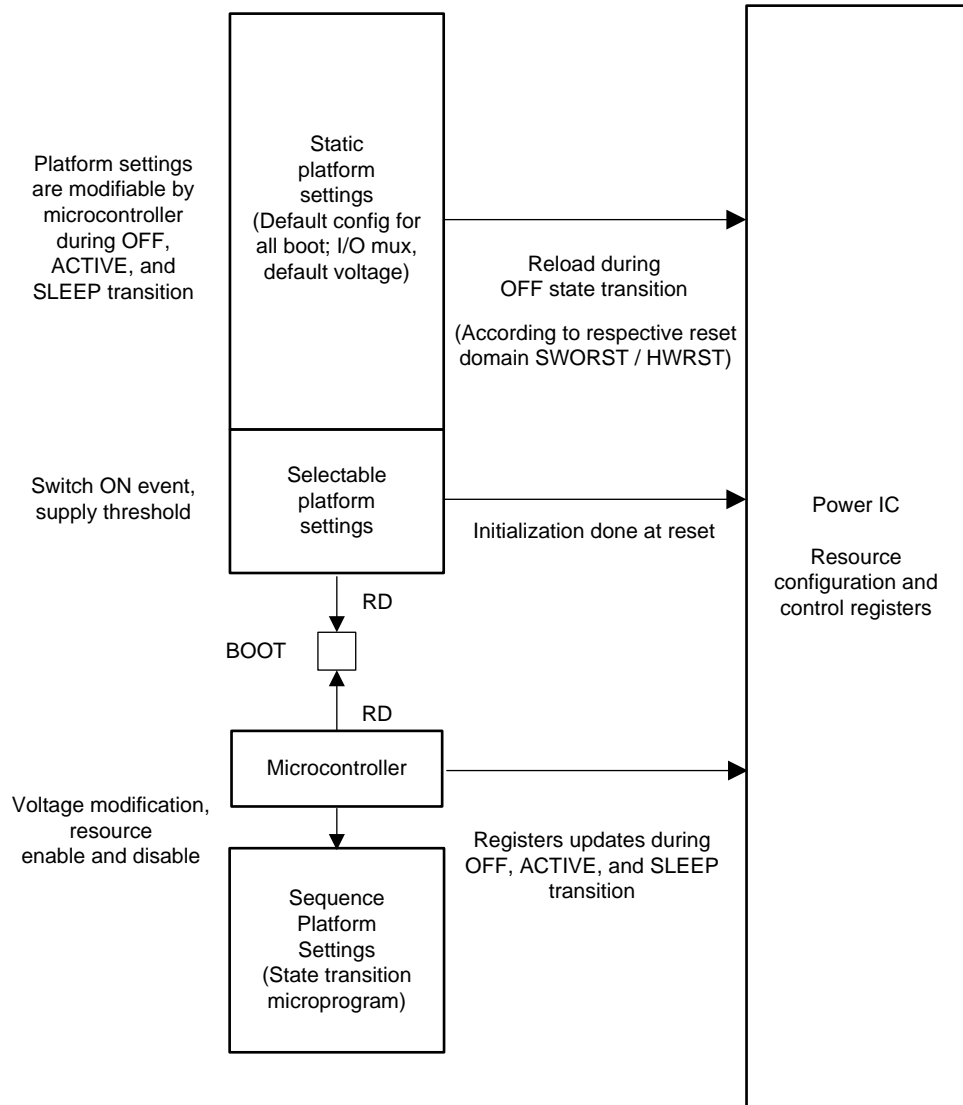 Platform settings
are modifiable by
microcontroller
during OFF,
ACTIVE, and
SLEEP transition
Static
platform
settings
(Default config for
all boot; I/O mux,
default voltage)
Reload during
OFF state transition
(According to respective reset
domain SWORST / HWRST)
Switch ON event,
supply threshold
Selectable
platform
settings
Initialization done at reset
Power IC
Resource
configuration and
control registers
RD
BOOT
RD
Microcontroller
Voltage modification,
resource
enable and disable
Registers updates during
OFF, ACTIVE, and SLEEP
transition
Sequence
Platform
Settings
(State transition
microprogram)